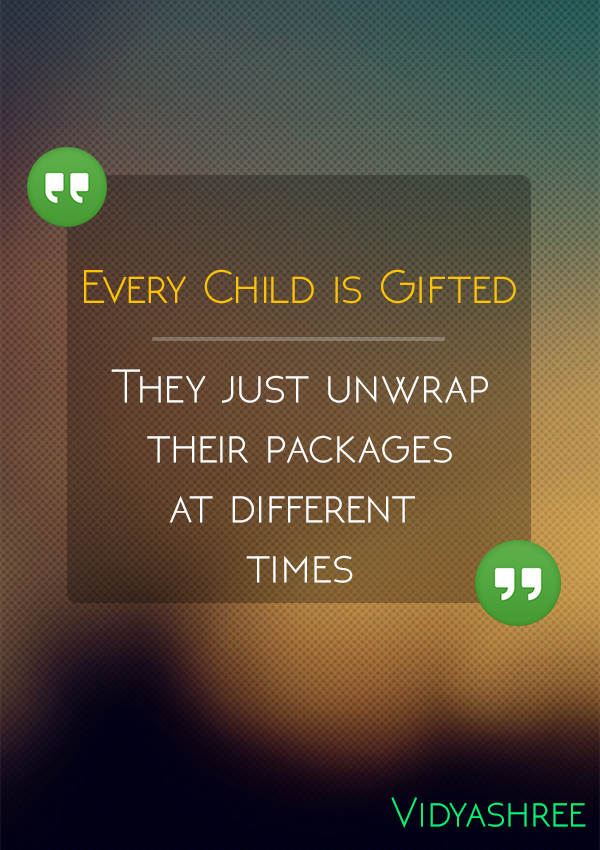 Every Child is Gifted
They just unwrap
their packages
at different
times
Vidyashree